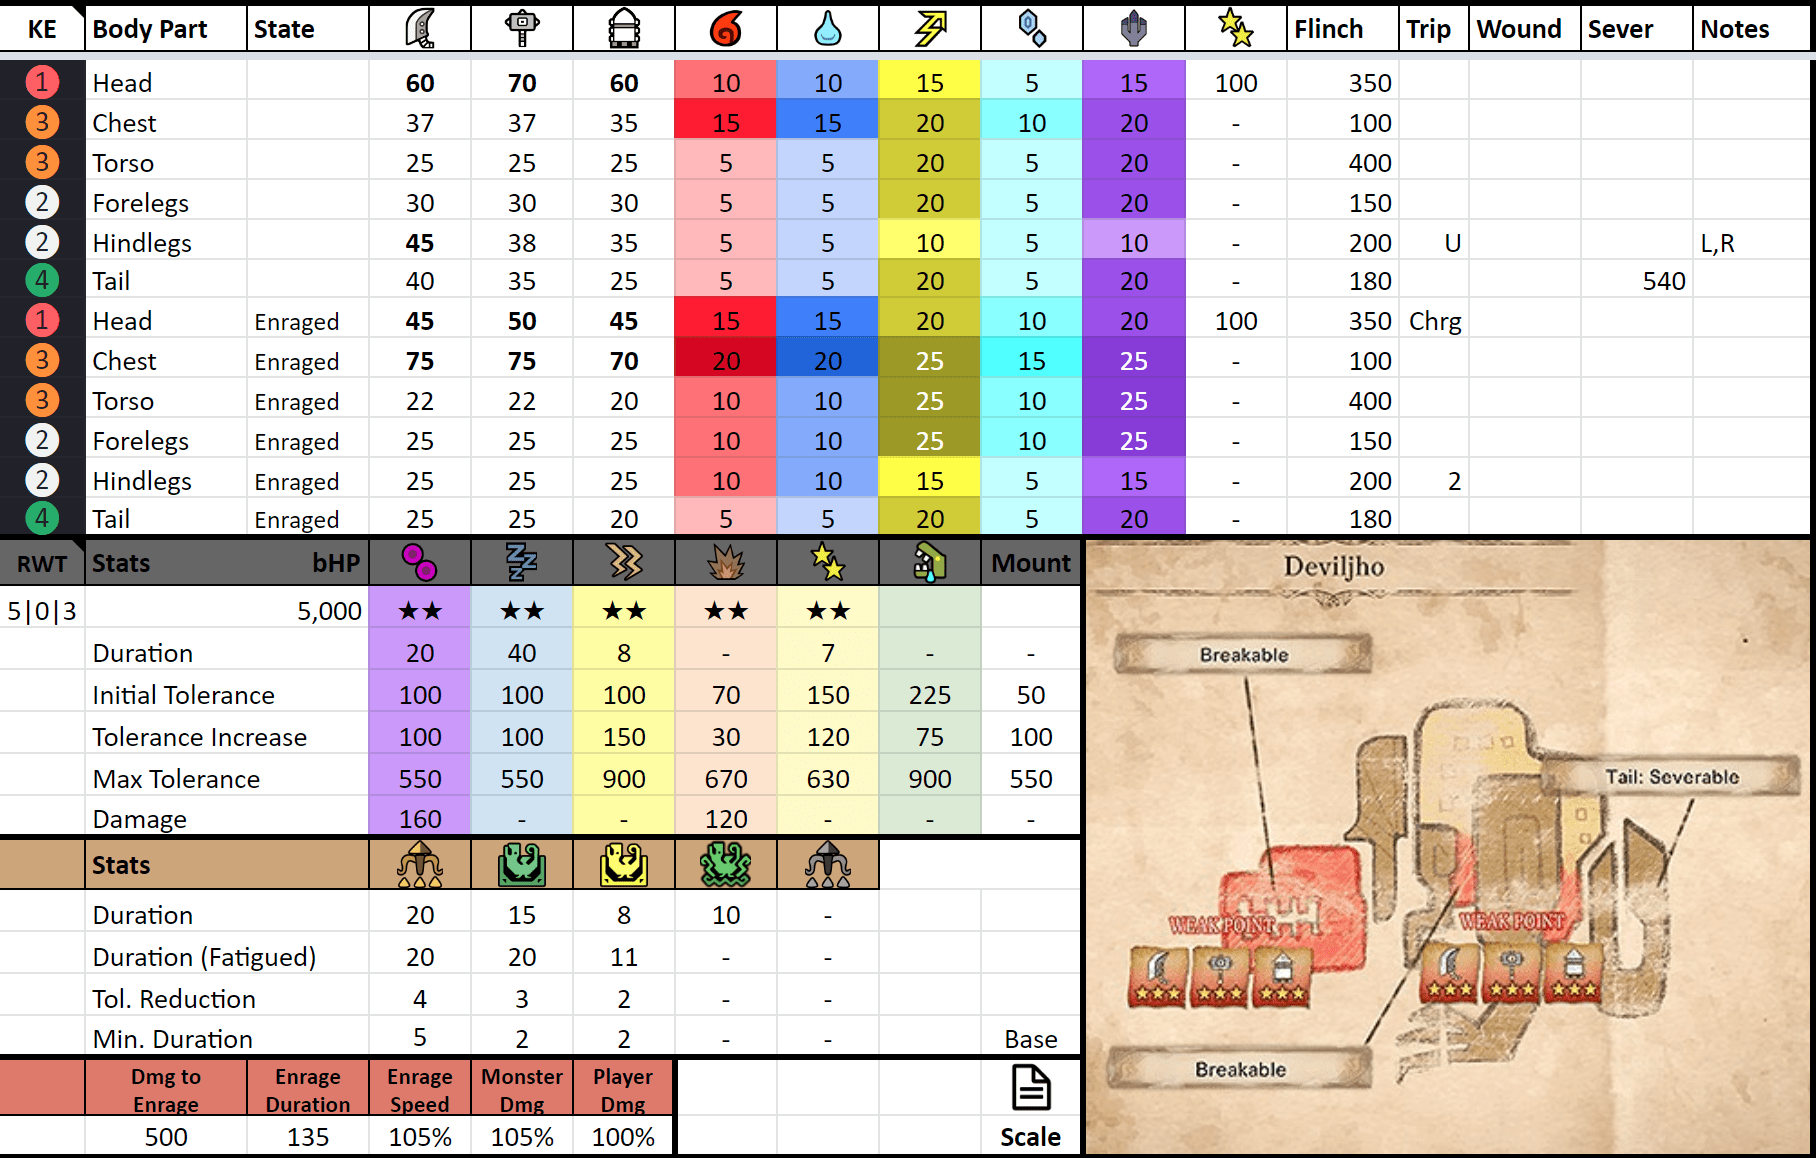 KE Body Part State Flinch Trip Wound Sever Notes
1 Head 60 70 60 10 10 15 5 15 100 350
3 Chest 37 37 35 15 15 20 10 20 - 100
3 Torso 25 25 25 5 5 20 5 20 - 400
2 Forelegs 30 30 30 5 5 20 5 20 - 150
2 Hindlegs 45 38 35 5 5 10 5 10 - 200 U L,R
4 Tail 40 35 25 5 5 20 5 20 - 180 540
1 Head Enraged 45 50 45 15 15 20 10 20 100 350 Chrg
3 Chest Enraged 75 75 70 20 20 25 15 25 - 100
3 Torso Enraged 22 22 20 10 10 25 10 25 - 400
2 Forelegs Enraged 25 25 25 10 10 25 10 25 - 150
2 Hindlegs Enraged 25 25 25 10 10 15 5 15 - 200 2
4 Tail Enraged 25 25 20 5 5 20 5 20 - 180
RWT Stats bHP Mount
5|0|3 5,000 ★★ ★★ ★★ ★★ ★★
Duration 20 40 8 - 7 - -
Initial Tolerance 100 100 100 70 150 225 50
Tolerance Increase 100 100 150 30 120 75 100
Max Tolerance 550 550 900 670 630 900 550
Damage 160 - - 120 - - -
Stats
Duration 20 15 8 10 -
Duration (Fatigued) 20 20 11 - -
Tol. Reduction 4 3 2 - -
Min. Duration 5 2 2 - - Base
Dmg to Enrage Enrage Monster Player
Enrage Duration Speed Dmg Dmg
500 135 105% 105% 100% Scale
Deviljho
Breakable
Tail: Severable
WEAK POINT
WEAK POINT
Breakable